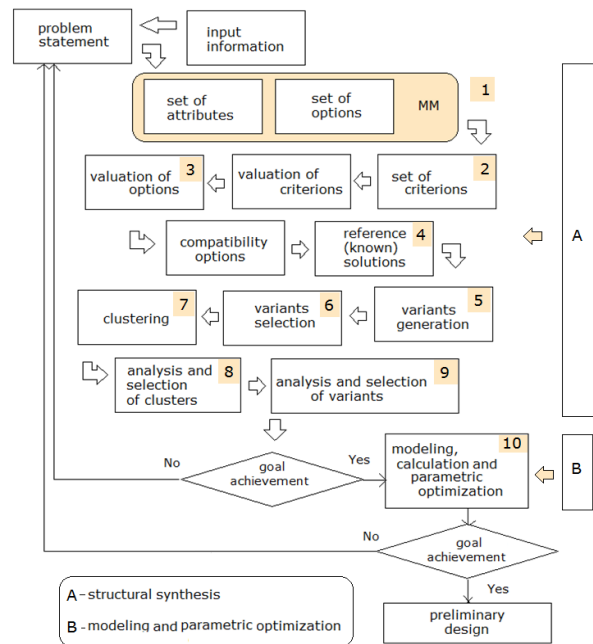 problem
statement
input
information
set of
attributes
set of
options
MM
1
3
valuation of
options
valuation of
criterions
2
set of
criterions
A
compatibility
options
4
reference
(known)
solutions
7
clustering
6
variants
selection
5
variants
generation
8
analysis and
selection
of clusters
9
analysis and selection
of variants
No
goal
achievement
Yes
10
modeling,
calculation and
parametric
optimization
B
No
goal
achievement
Yes
preliminary
design
A – structural synthesis
B – modeling and parametric optimization